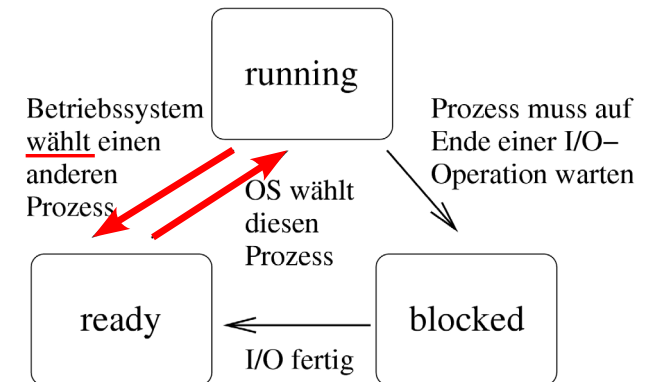 running
Betriebssystem
wählt einen
anderen
Prozess
Prozess muss auf
Ende einer I/O−
Operation warten
OS wählt
diesen
Prozess
ready
blocked
I/O fertig